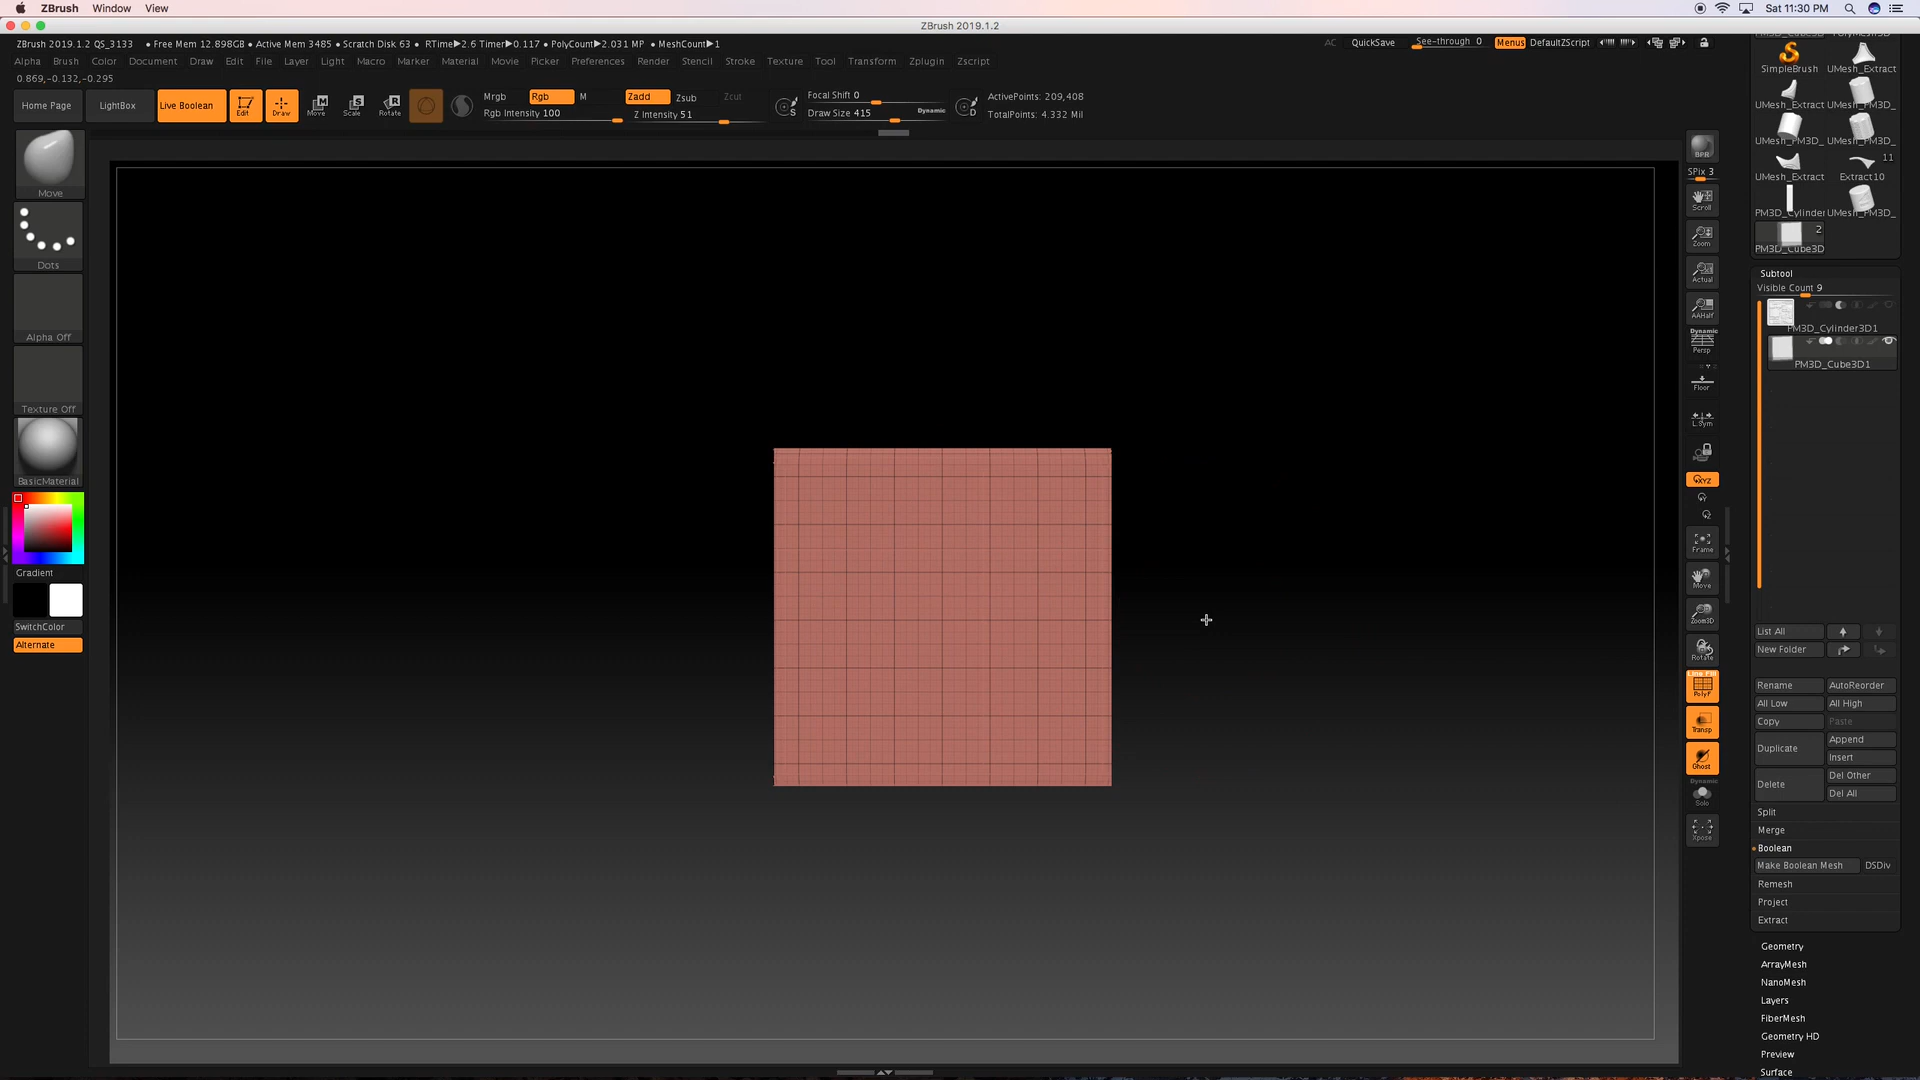 ZBrush Window View Sat 11:30 PM
ZBrush 2019.1.2
ZBrush 2019.1.2 QS_3133 • Free Mem 12.898GB • Active Mem 3485 • Scratch Disk 63 • RTime▶2.6 Timer▶0.117 • PolyCount▶2.031 MP • MeshCount▶1 AC QuickSave See-through 0 Menus DefaultZScript
Alpha Brush Color Document Draw Edit File Layer Light Macro Marker Material Movie Picker Preferences Render Stencil Stroke Texture Tool Transform Zplugin Zscript
0.869,-0.132,-0.295
Home Page LightBox Live Boolean Edit Draw Move Scale Rotate
Mrgb Rgb M Zadd Zsub Zcut
Rgb Intensity 100 Z Intensity 51
Focal Shift 0
Draw Size 415 Dynamic
ActivePoints: 209,408
TotalPoints: 4.332 Mil
Move
Dots
Alpha Off
Texture Off
BasicMaterial
Gradient
SwitchColor
Alternate
BPR
SPix 3
Scroll
Zoom
Actual
AAHalf
Dynamic
Persp
Floor
L.Sym
XYZ
Frame
Move
Zoom3D
Rotate
Line Fill
PolyF
Transp
Ghost
Dynamic
Solo
Xpose
SimpleBrush UMesh_Extract
UMesh_Extract UMesh_PM3D_
UMesh_PM3D_ UMesh_PM3D_
11
UMesh_Extract Extract10
PM3D_Cylinder UMesh_PM3D_
2
PM3D_Cube3D
Subtool
Visible Count 9
PM3D_Cylinder3D1
PM3D_Cube3D1
List All
New Folder
Rename AutoReorder
All Low All High
Copy Paste
Duplicate Append
Insert
Delete Del Other
Del All
Split
Merge
Boolean
Make Boolean Mesh DSDiv
Remesh
Project
Extract
Geometry
ArrayMesh
NanoMesh
Layers
FiberMesh
Geometry HD
Preview
Surface